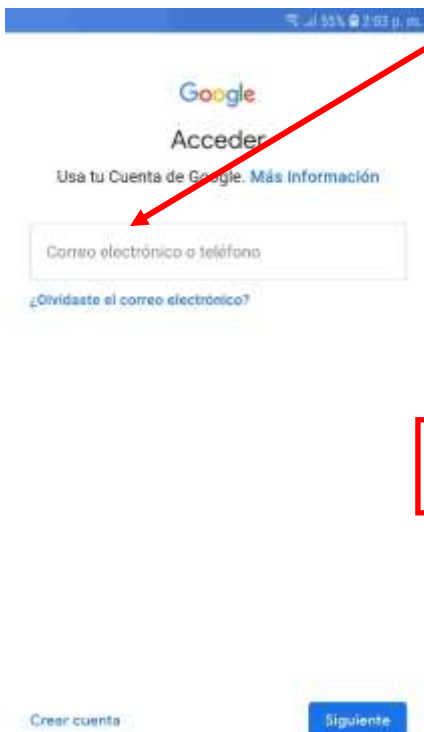 55% 2:03 p. m.
Google
Acceder
Usa tu Cuenta de Google. Más información
Correo electrónico o teléfono
¿Olvidaste el correo electrónico?
Crear cuenta
Siguiente